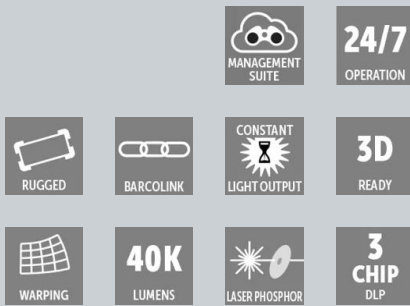 MANAGEMENT
SUITE
24/7
OPERATION
RUGGED
BARCOLINK
CONSTANT
LIGHT OUTPUT
3D
READY
WARPING
40K
LUMENS
LASER PHOSPHOR
3
CHIP
DLP